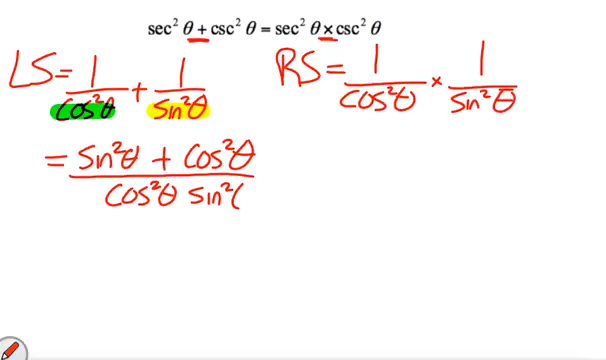 sec² θ + csc² θ = sec² θ × csc² θ
LS = 1/cos²θ + 1/sin²θ
RS = 1/cos²θ × 1/sin²θ
= sin²θ + cos²θ / cos²θ sin²(